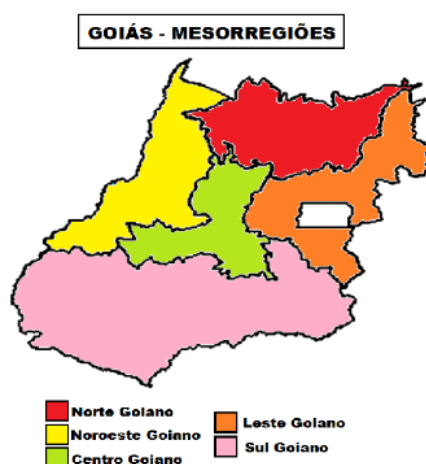 GOIÁS - MESORREGIÕES
Norte Goiano
Noroeste Goiano
Centro Goiano
Leste Goiano
Sul Goiano